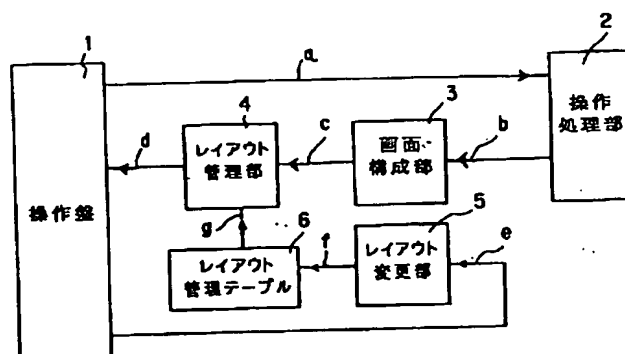 1
a
2
操作盤
操作
処理部
4
レイアウト
管理部
c
3
画面
構成部
b
d
g
6
レイアウト
管理テーブル
f
5
レイアウト
変更部
e